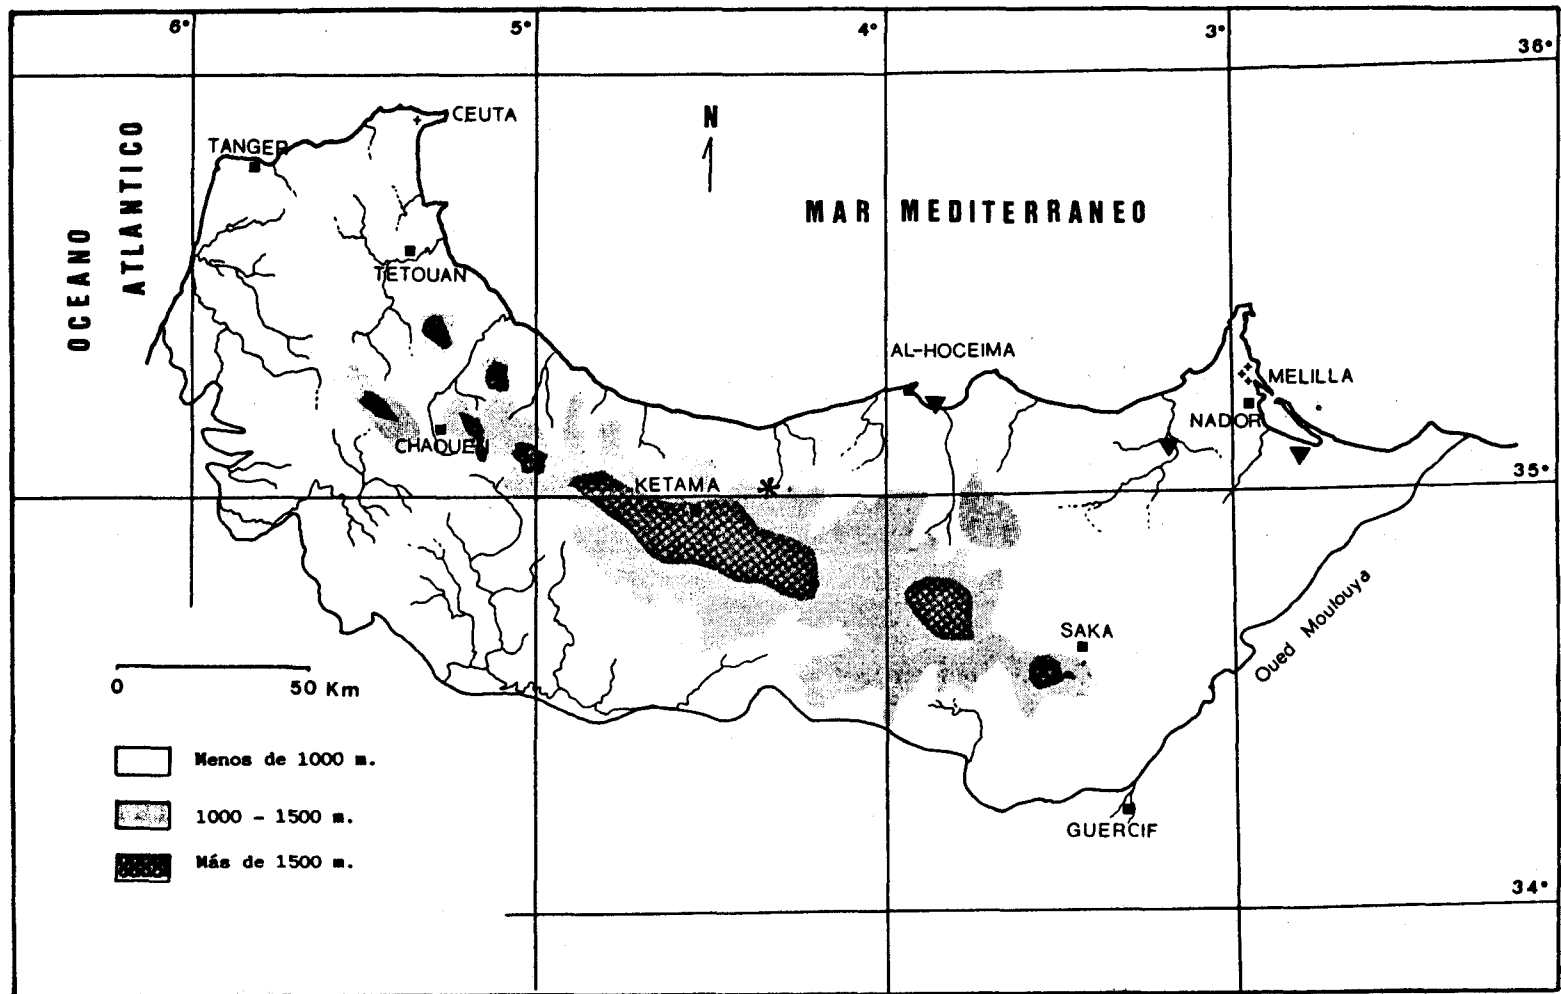 6°
5°
4°
3°
36°
CEUTA
TANGER
N
OCEANO
ATLANTICO
MAR MEDITERRANEO
TETOUAN
AL-HOCEIMA
MELILLA
NADOR
CHAOUEN
KETAMA
35°
SAKA
Oued Moulouya
0 50 Km
Menos de 1000 m.
1000 - 1500 m.
Más de 1500 m.
GUERCIF
34°